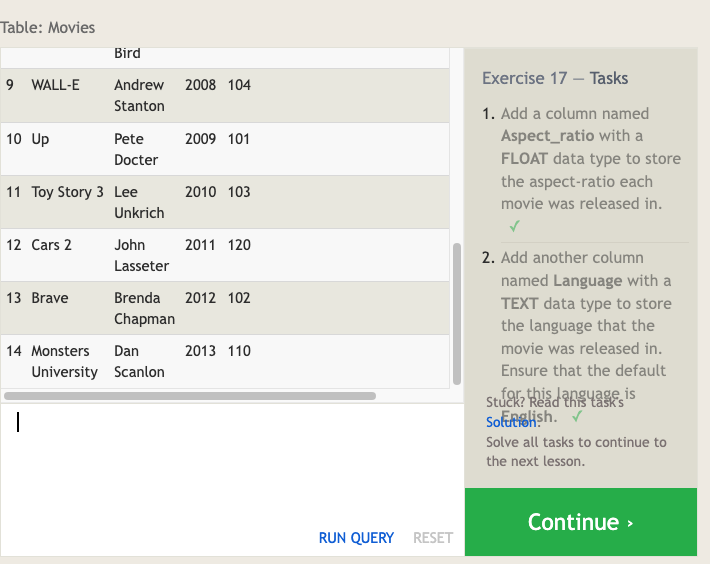 Table: Movies
Bird
9 WALL-E Andrew Stanton 2008 104
10 Up Pete Docter 2009 101
11 Toy Story 3 Lee Unkrich 2010 103
12 Cars 2 John Lasseter 2011 120
13 Brave Brenda Chapman 2012 102
14 Monsters University Dan Scanlon 2013 110
RUN QUERY RESET
Exercise 17 — Tasks
1. Add a column named
Aspect_ratio with a
FLOAT data type to store
the aspect-ratio each
movie was released in.
✓
2. Add another column
named Language with a
TEXT data type to store
the language that the
movie was released in.
Ensure that the default
for this language is
English. ✓
Stuck? Read this task's
Solution.
Solve all tasks to continue to
the next lesson.
Continue ›